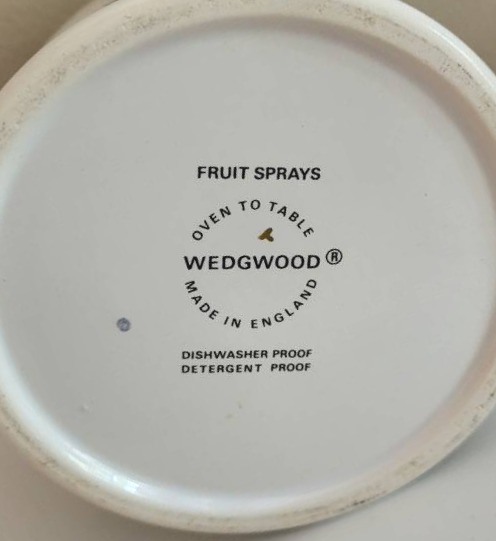 FRUIT SPRAYS
OVEN TO TABLE
WEDGWOOD®
MADE IN ENGLAND
DISHWASHER PROOF
DETERGENT PROOF